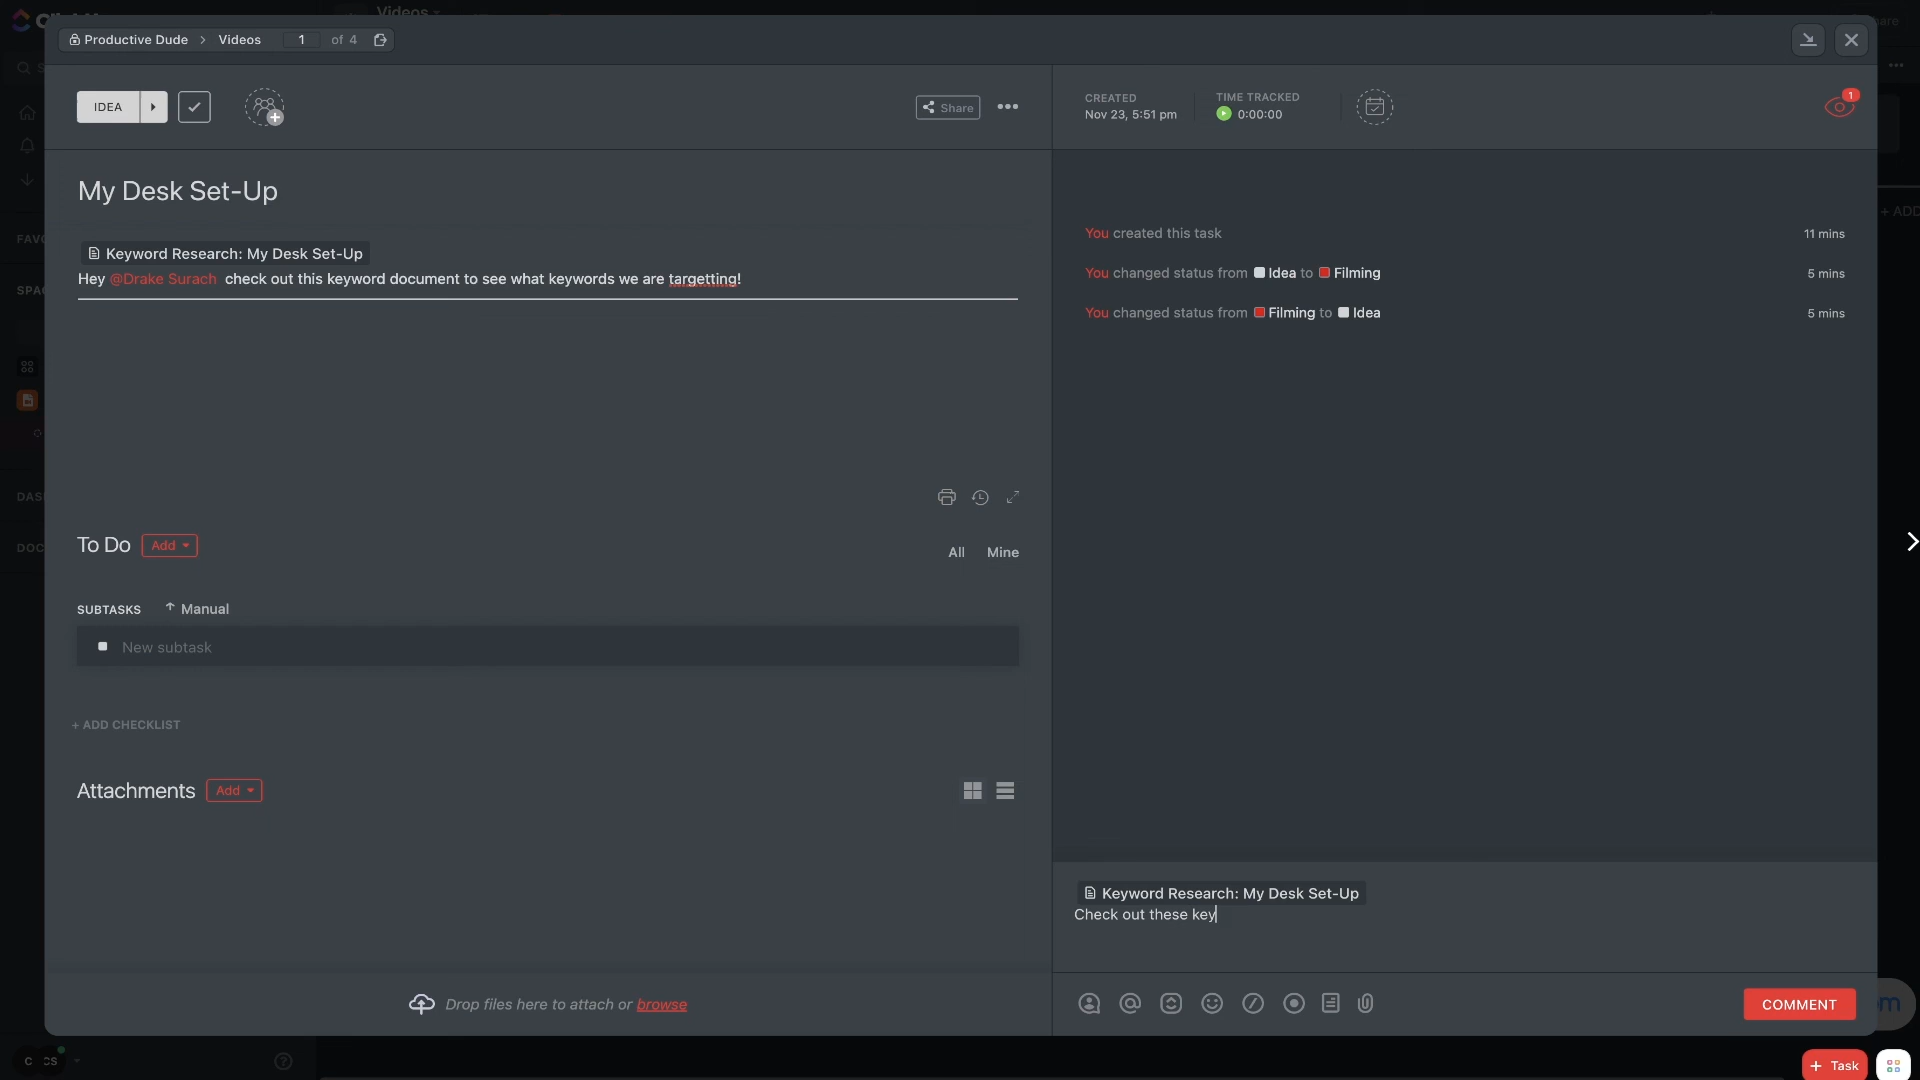 Videos
Productive Dude > Videos 1 of 4
IDEA
Share
CREATED
Nov 23, 5:51 pm
TIME TRACKED
0:00:00
1
My Desk Set-Up
Keyword Research: My Desk Set-Up
Hey @Drake Surach check out this keyword document to see what keywords we are targetting!
You created this task 11 mins
You changed status from Idea to Filming 5 mins
You changed status from Filming to Idea 5 mins
To Do Add
All Mine
SUBTASKS Manual
New subtask
+ ADD CHECKLIST
Attachments Add
Drop files here to attach or browse
Keyword Research: My Desk Set-Up
Check out these key
COMMENT
+ ADD
C
+ Task